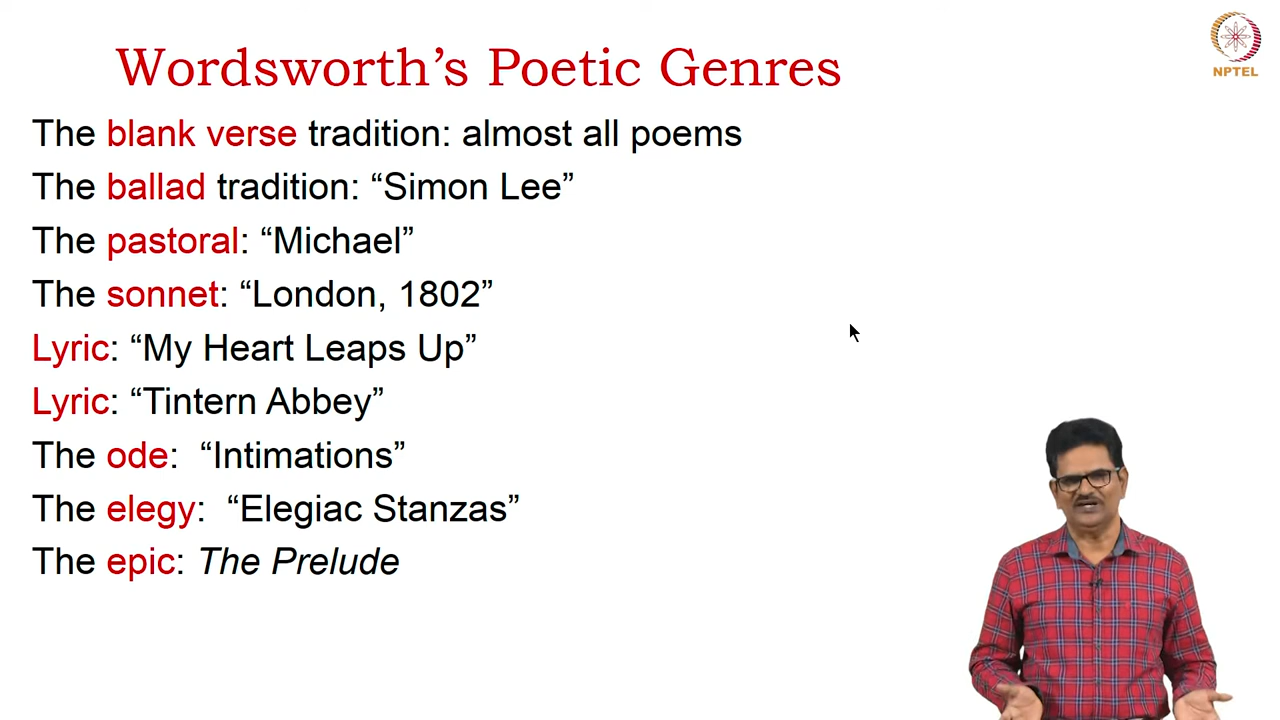 Wordsworth’s Poetic Genres
NPTEL
The blank verse tradition: almost all poems
The ballad tradition: “Simon Lee”
The pastoral: “Michael”
The sonnet: “London, 1802”
Lyric: “My Heart Leaps Up”
Lyric: “Tintern Abbey”
The ode: “Intimations”
The elegy: “Elegiac Stanzas”
The epic: The Prelude